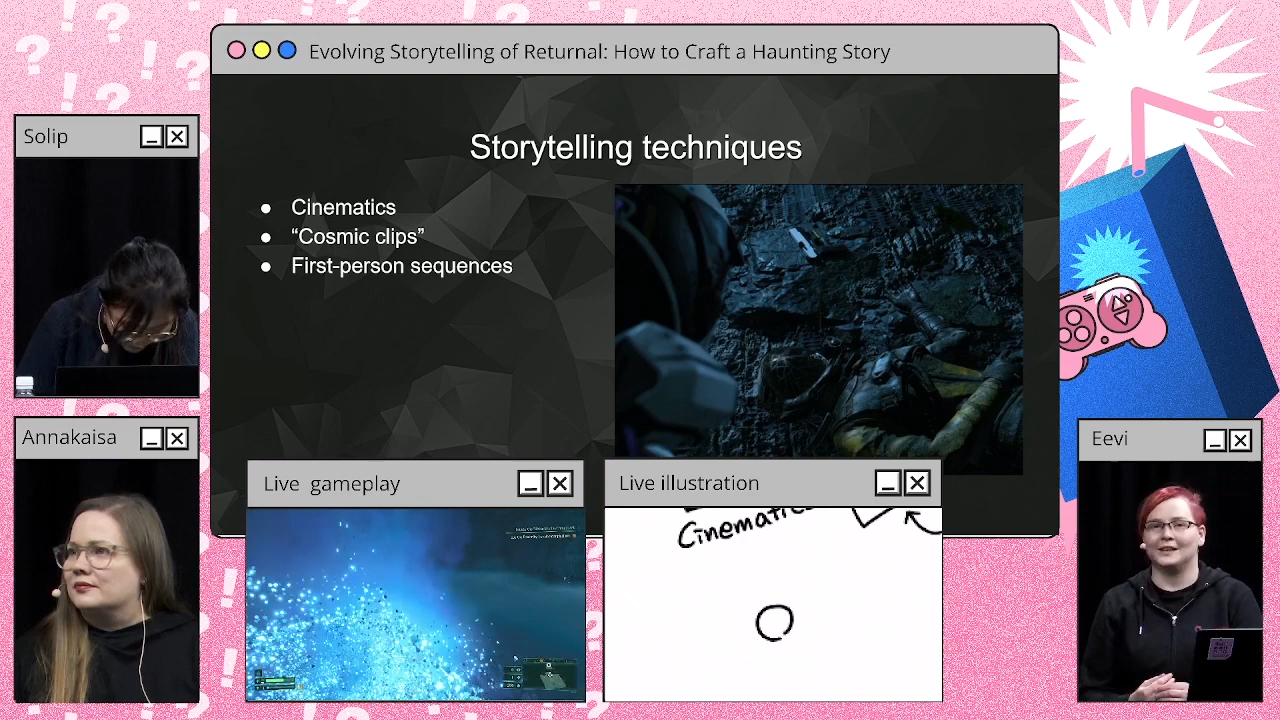 Evolving Storytelling of Returnal: How to Craft a Haunting Story
Solip
Storytelling techniques
● Cinematics
● “Cosmic clips”
● First-person sequences
Annakaisa
Eevi
Live gameplay
Live illustration
Cinematics